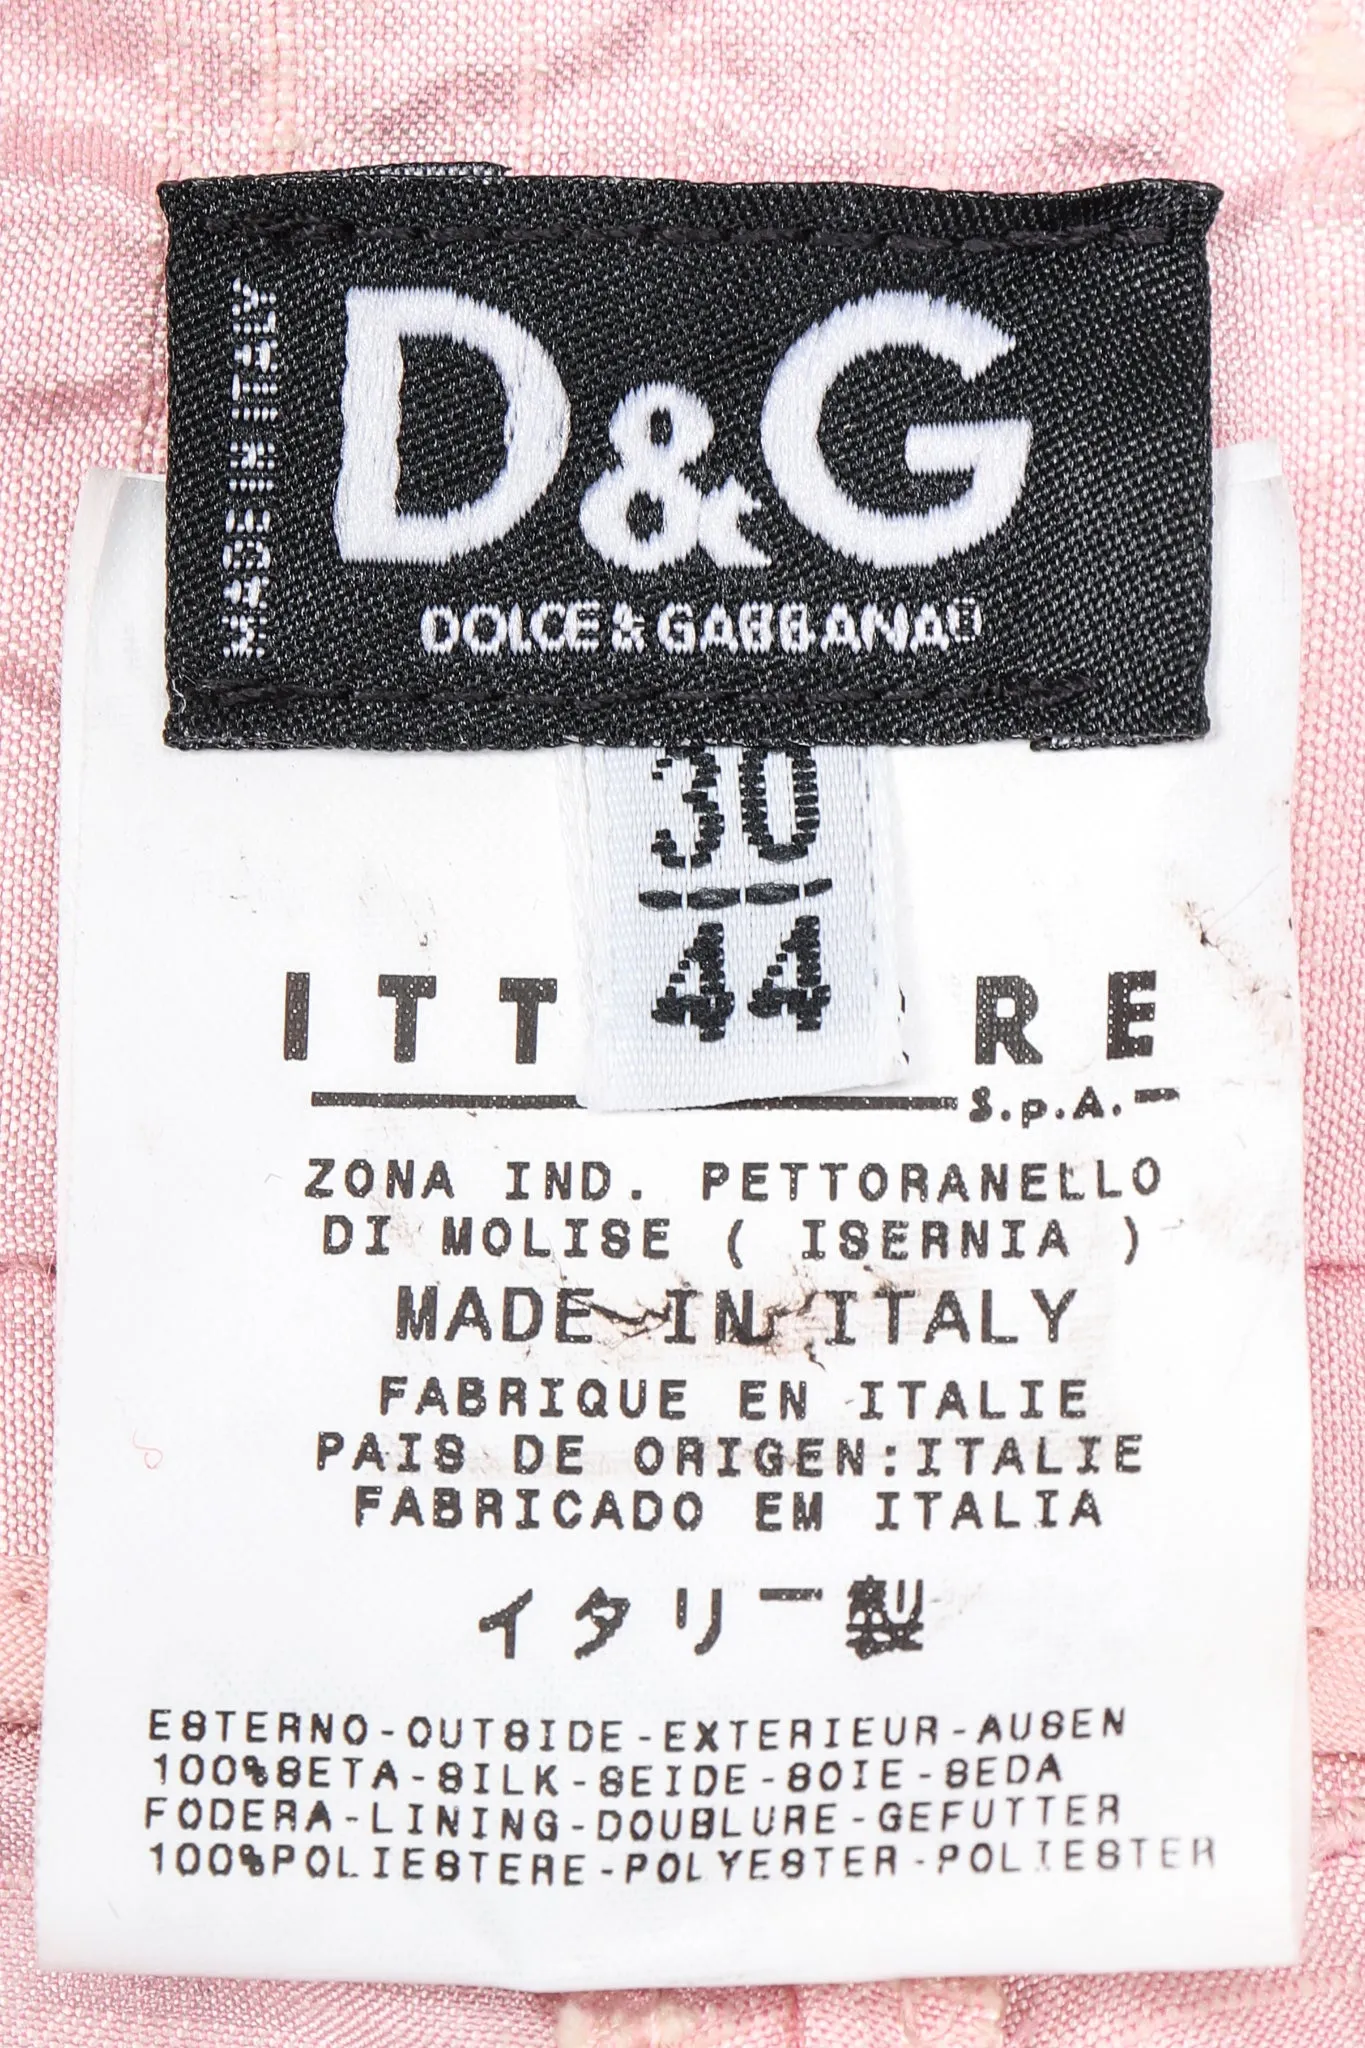 MADE IN ITALY
D&G
DOLCE & GABBANA
30
44
S.p.A.
ZONA IND. PETTORANELLO
DI MOLISE ( ISERNIA )
MADE IN ITALY
FABRIQUE EN ITALIE
PAIS DE ORIGEN:ITALIE
FABRICADO EM ITALIA
イタリー製
ESTERNO-OUTSIDE-EXTERIEUR-AUSEN
100%SETA-SILK-SEIDE-SOIE-SEDA
FODERA-LINING-DOUBLURE-GEFUTTER
100%POLIESTERE-POLYESTER-POLIESTER